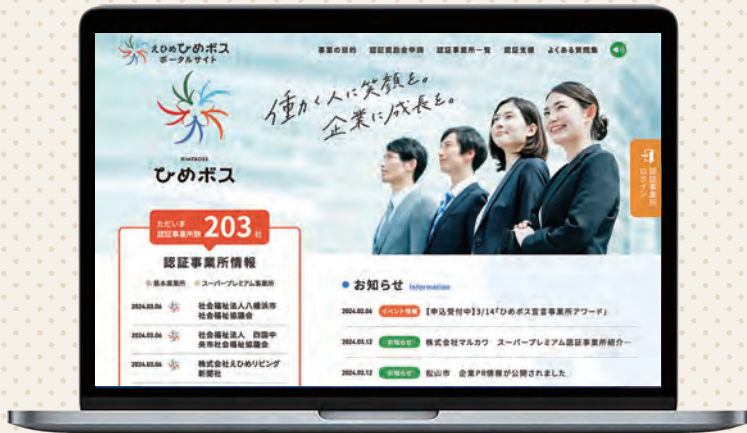 えひめひめボス
ポータルサイト
事業の目的 認証奨励金申請 認証事業所一覧 認証支援 よくある質問集
働く人に笑顔を。
企業に成長を。
HIMEBOSS
ひめボス
認証事業所
ログイン
ただいま
認証事業所数 203 社
認証事業所情報
基本事業所 スーパープレミアム事業所
2024.03.06 社会福祉法人八幡浜市
社会福祉協議会
2024.03.06 社会福祉法人 四国中
央市社会福祉協議会
2024.03.06 株式会社えひめリビング
新聞社
お知らせ Information
2024.02.06 イベント情報 【申込受付中】3/14「ひめボス宣言事業所アワード」
2024.03.12 お知らせ 株式会社マルカワ スーパープレミアム認証事業所紹介…
2024.03.12 お知らせ 松山市 企業PR情報が公開されました